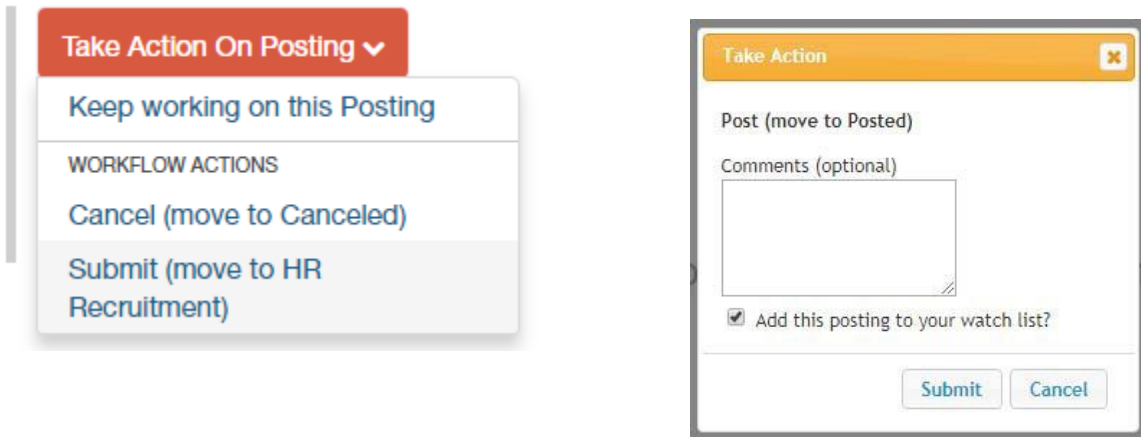 Take Action On Posting
Keep working on this Posting
WORKFLOW ACTIONS
Cancel (move to Canceled)
Submit (move to HR
Recruitment)
Take Action
Post (move to Posted)
Comments (optional)
Add this posting to your watch list?
Submit
Cancel